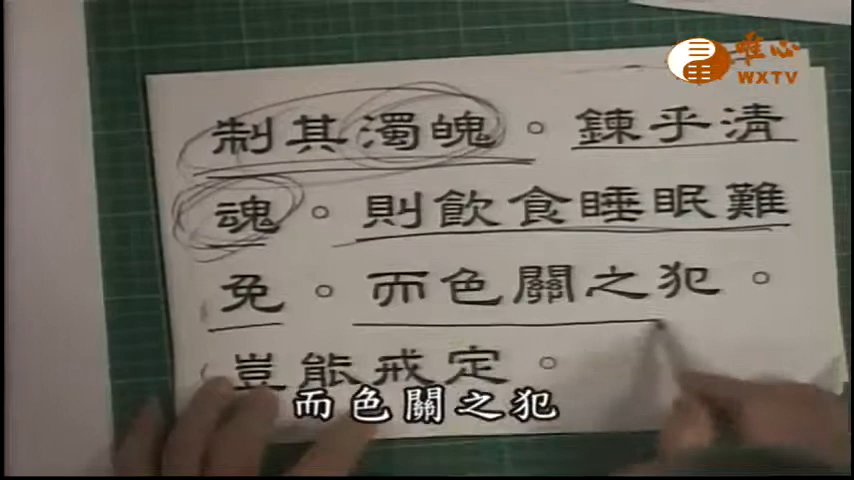 唯心
WXTV
制其濁魄。鍊乎清
魂。則飲食睡眠難
免。而色關之犯。
豈能戒定。
而色關之犯